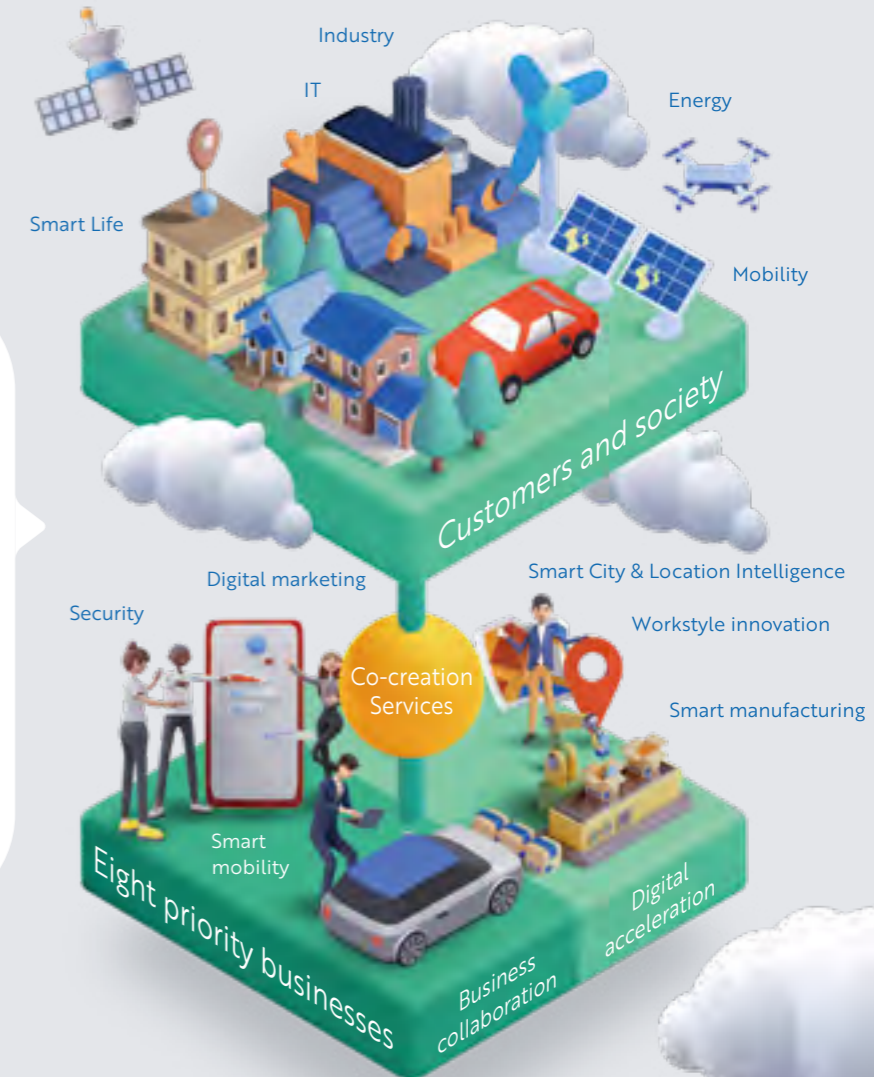 Industry
IT
Energy
Smart Life
Mobility
Customers and society
Digital marketing
Smart City & Location Intelligence
Security
Workstyle innovation
Co-creation
Services
Smart manufacturing
Smart
mobility
Eight priority businesses
Business
collaboration
Digital
acceleration